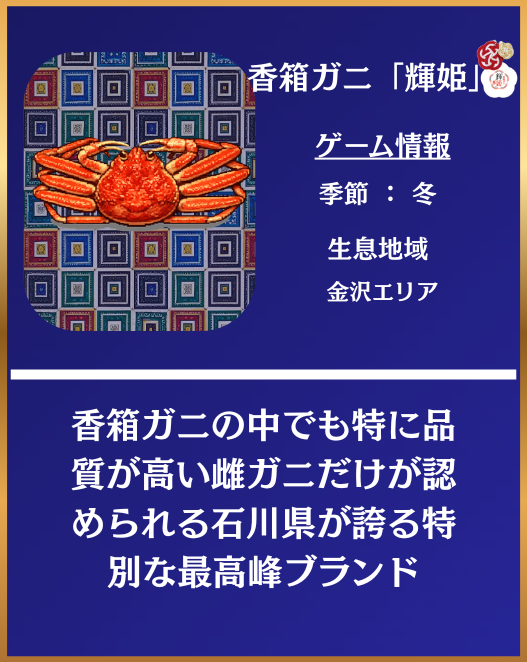 香箱ガニ「輝姫」
ゲーム情報
季節 ： 冬
生息地域
金沢エリア
香箱ガニの中でも特に品
質が高い雌ガニだけが認
められる石川県が誇る特
別な最高峰ブランド